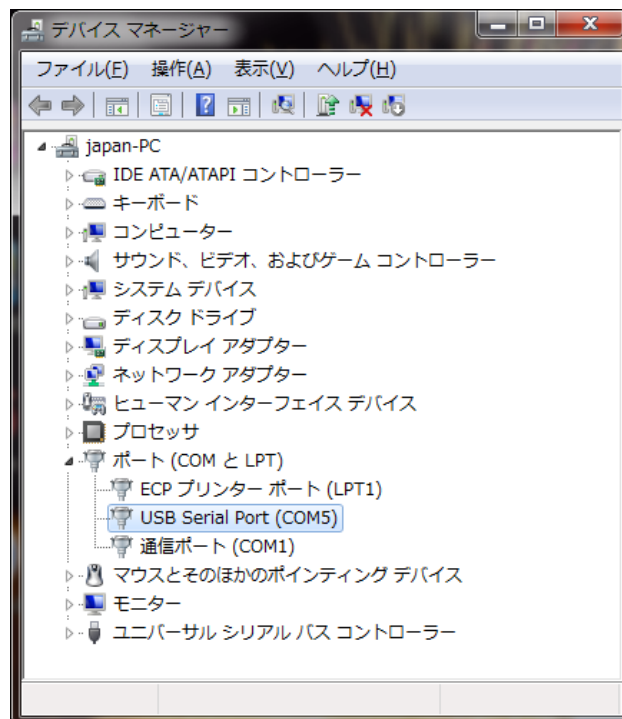 デバイス マネージャー
ファイル(F) 操作(A) 表示(V) ヘルプ(H)
japan-PC
IDE ATA/ATAPI コントローラー
キーボード
コンピューター
サウンド、ビデオ、およびゲーム コントローラー
システム デバイス
ディスク ドライブ
ディスプレイ アダプター
ネットワーク アダプター
ヒューマン インターフェイス デバイス
プロセッサ
ポート (COM と LPT)
ECP プリンター ポート (LPT1)
USB Serial Port (COM5)
通信ポート (COM1)
マウスとそのほかのポインティング デバイス
モニター
ユニバーサル シリアル バス コントローラー